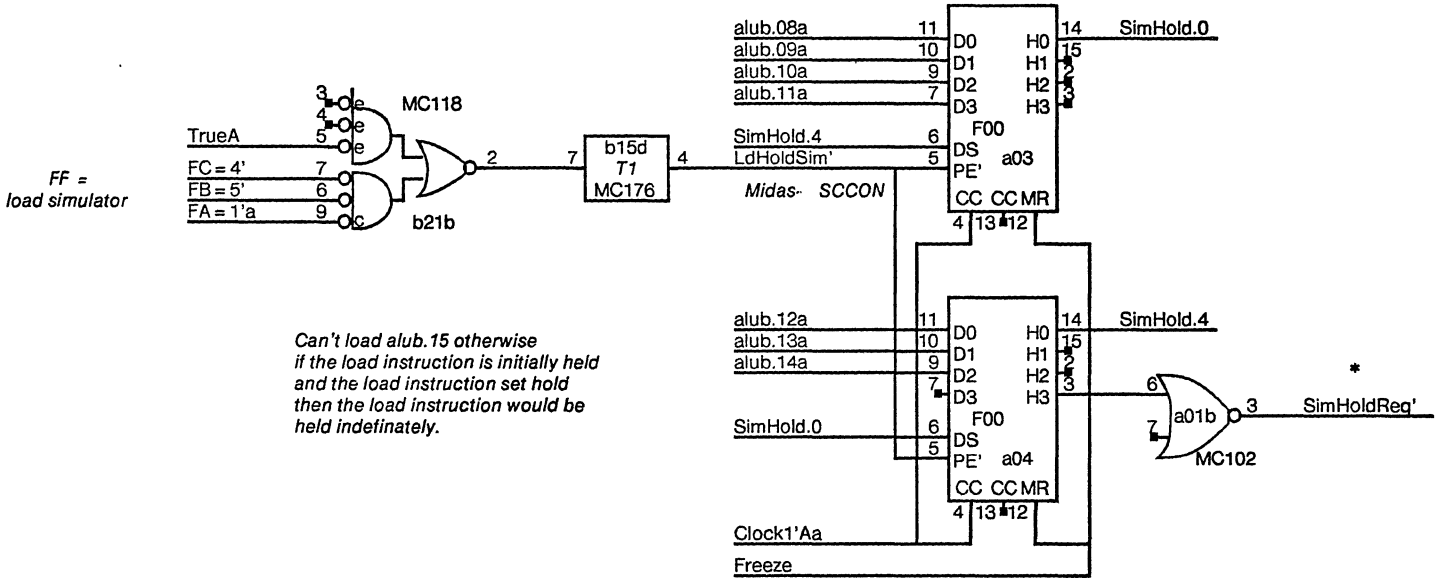 alub.08a 11 D0 H0 14 SimHold.0
alub.09a 10 D1 H1 15
alub.10a 9 D2 H2 2
alub.11a 7 D3 H3 3
F00
SimHold.4 6 DS a03
LdHoldSim' 5 PE'
Midas- SCCON
CC CC MR
4 13 12
3 e MC118
4 e
TrueA 5 e
FC = 4' 7
FB = 5' 6
FA = 1'a 9 c
b21b
2
7 b15d 4
T1
MC176
FF =
load simulator
Can't load alub.15 otherwise
if the load instruction is initially held
and the load instruction set hold
then the load instruction would be
held indefinately.
alub.12a 11 D0 H0 14 SimHold.4
alub.13a 10 D1 H1 15
alub.14a 9 D2 H2 2
7 D3 H3 3
F00
SimHold.0 6 DS
5 PE' a04
CC CC MR
4 13 12
6 a01b 3 SimHoldReq'
7
MC102
*
Clock1'Aa
Freeze